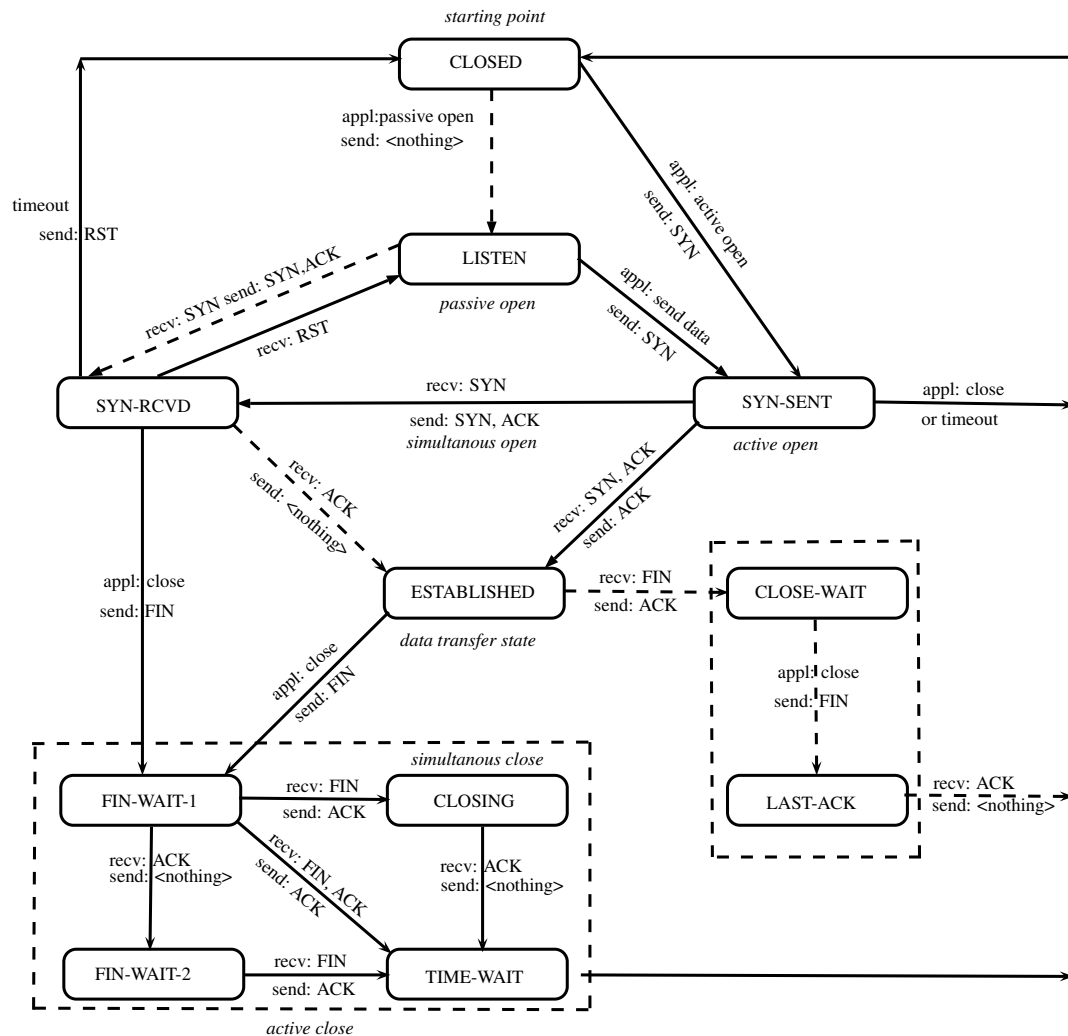 starting point
CLOSED
appl:passive open
send: <nothing>
appl: active open
send: SYN
timeout
send: RST
LISTEN
passive open
recv: SYN send: SYN,ACK
recv: RST
appl: send data
send: SYN
SYN-RCVD
recv: SYN
send: SYN, ACK
simultanous open
SYN-SENT
active open
appl: close
or timeout
recv: ACK
send: <nothing>
recv: SYN, ACK
send: ACK
appl: close
send: FIN
ESTABLISHED
data transfer state
recv: FIN
send: ACK
CLOSE-WAIT
appl: close
send: FIN
appl: close
send: FIN
simultanous close
FIN-WAIT-1
recv: FIN
send: ACK
CLOSING
LAST-ACK
recv: ACK
send: <nothing>
recv: ACK
send: <nothing>
recv: FIN, ACK
send: ACK
recv: ACK
send: <nothing>
FIN-WAIT-2
recv: FIN
send: ACK
TIME-WAIT
active close